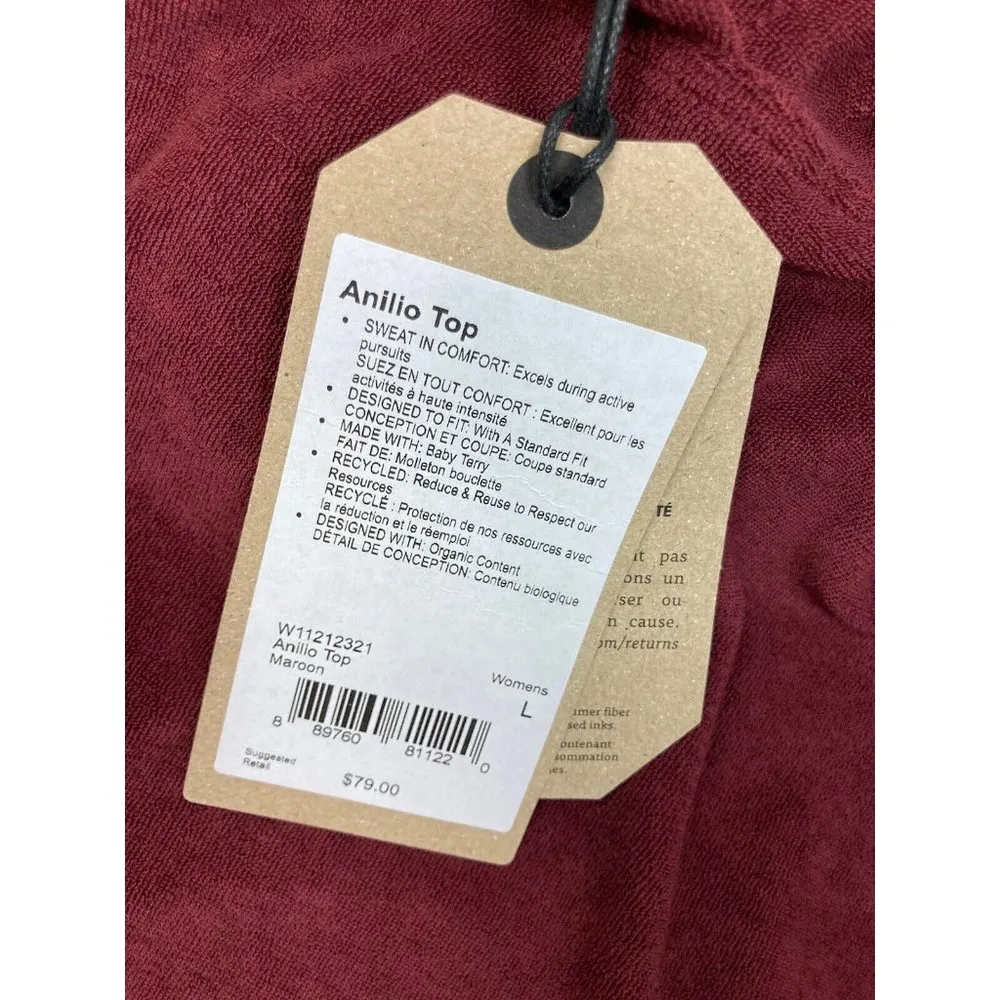 Anilio Top
• SWEAT IN COMFORT: Excels during active
pursuits
SUEZ EN TOUT CONFORT : Excellent pour les
activités à haute intensité
• DESIGNED TO FIT: With A Standard Fit
CONCEPTION ET COUPE: Coupe standard
• MADE WITH: Baby Terry
FAIT DE: Molleton bouclette
• RECYCLED: Reduce & Reuse to Respect our
Resources
RECYCLÉ : Protection de nos ressources avec
la réduction et le réemploi
• DESIGNED WITH: Organic Content
DÉTAIL DE CONCEPTION: Contenu biologique
W11212321
Anilio Top
Maroon
Womens
L
8 89760 81122 0
Suggested
Retail
$79.00
TÉ
pas
ons un
ser ou
n cause.
om/returns
mer fiber
sed inks.
ontenant
ommation
es.